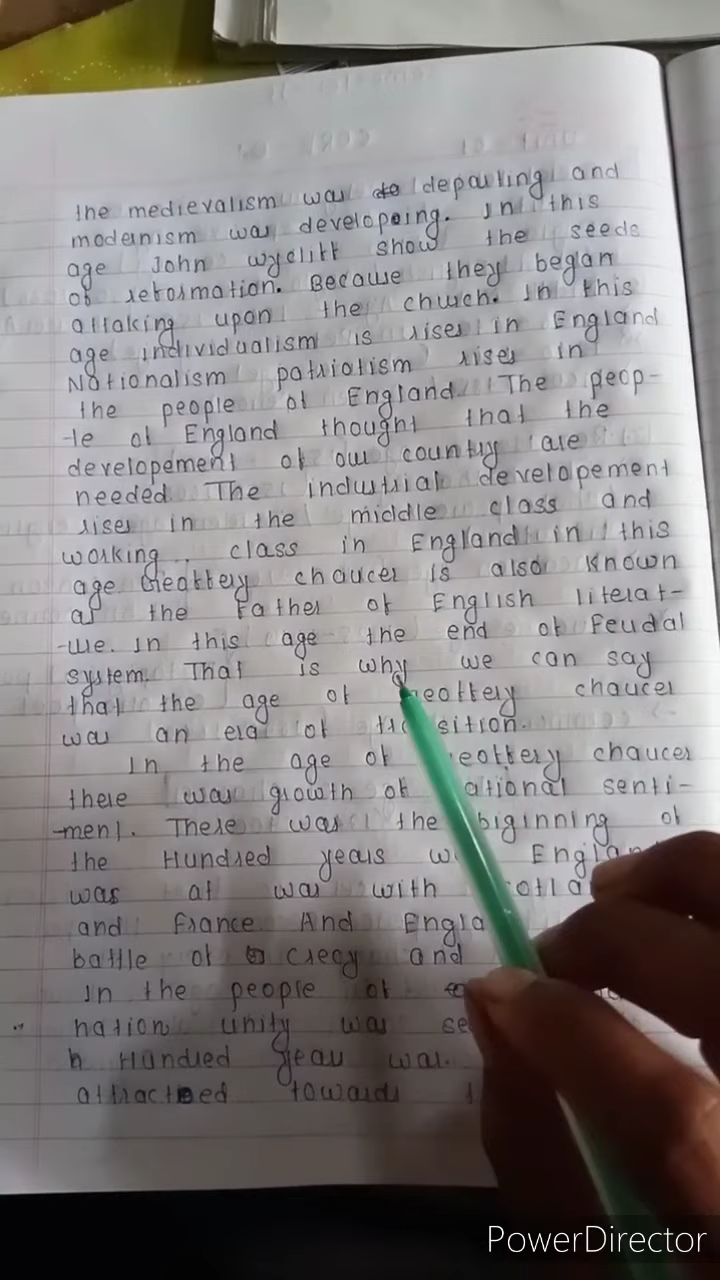 the medievalism was departing and
modernism was developeing. In this
age John wycliff show the seeds
of reformation. Because they began
attaking upon the church. In this
age individualism is rises in England
Nationalism patriotism rises in
the people of England. The peop-
-le of England thought that the
developement of our country are
needed The industrial developement
rises in the middle class and
working class in England in this
age Geoffery chaucer is also known
as the Father of English literat-
-ure. In this age the end of Feudal
system. That is why we can say
that the age of Geoffery chaucer
was an era of transition.
In the age of Geoffery chaucer
there was growth of national senti-
-ment. There was the biginning of
the Hundred years England
was at war with
and France And
battle of crecy and
In the people of
nation unity was
Hundred years war.
attracted towards
PowerDirector